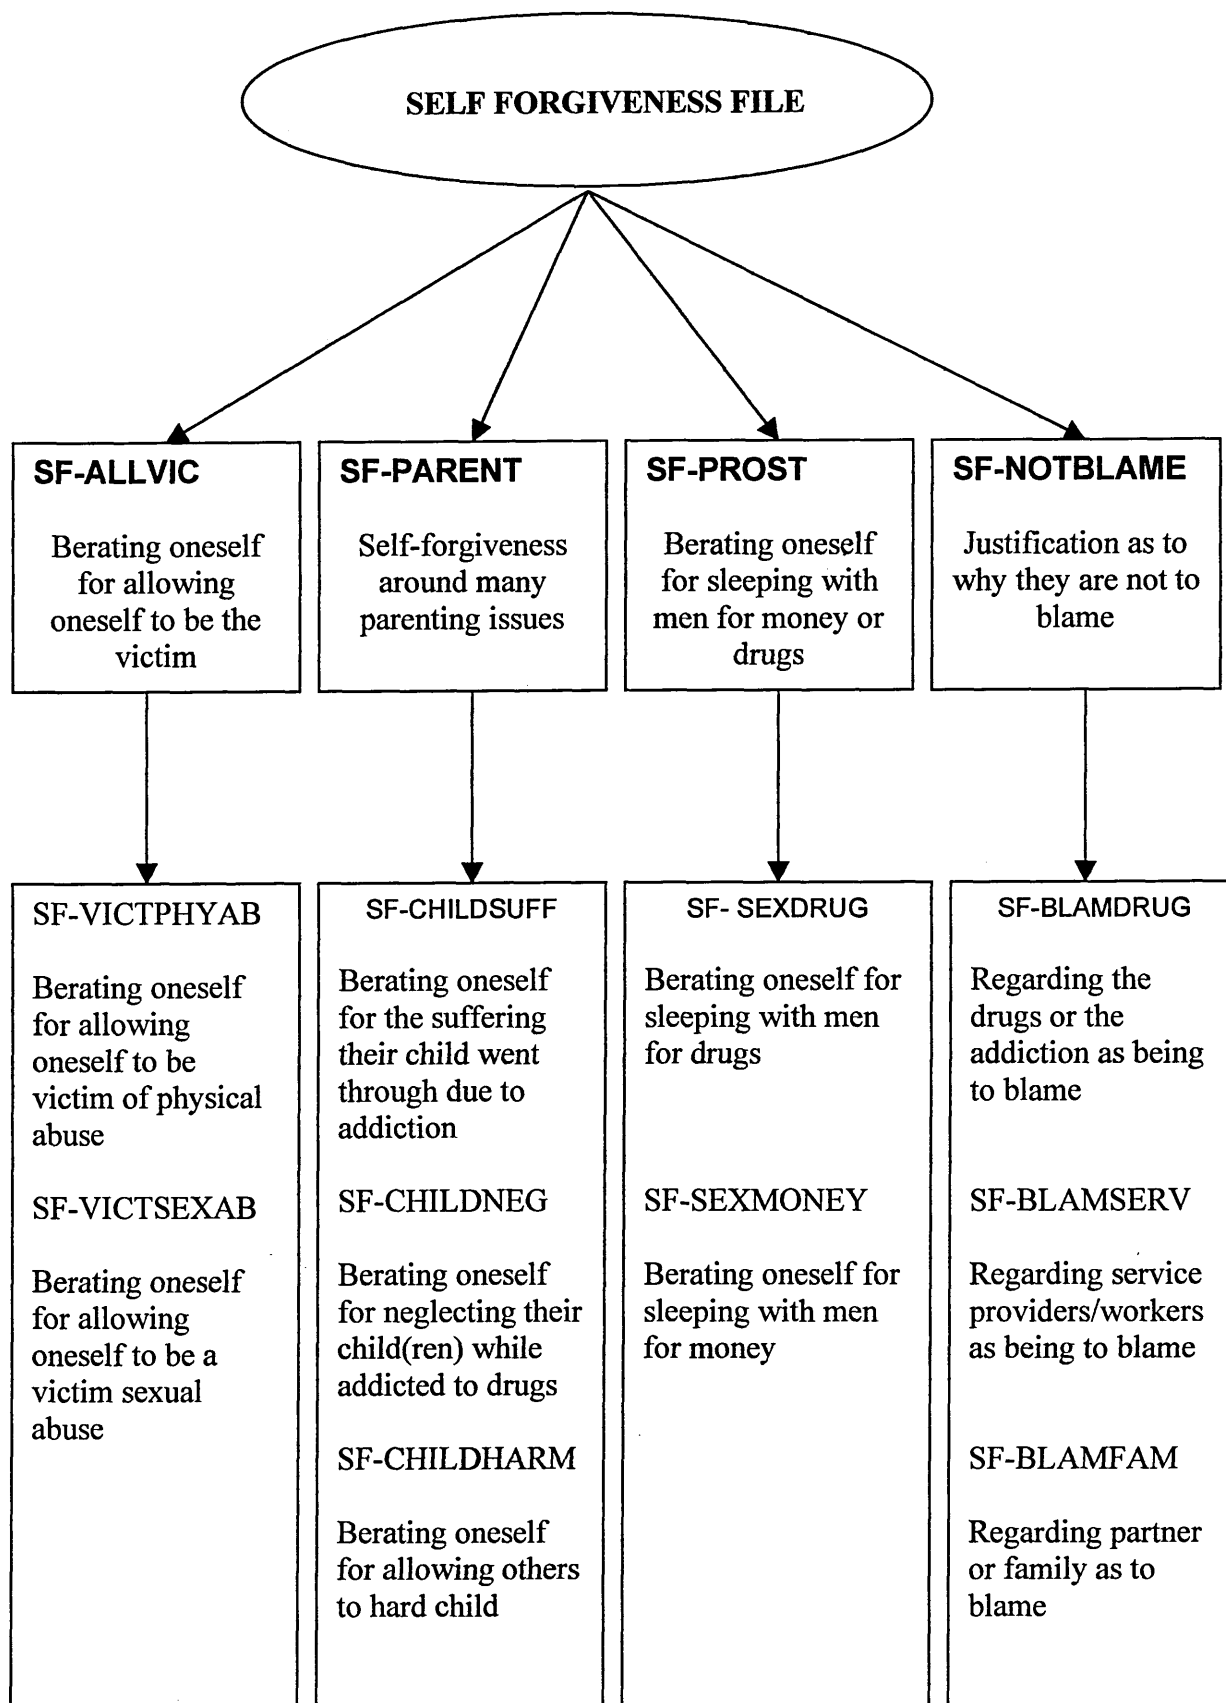 SELF FORGIVENESS FILE
SF-ALLVIC
Berating oneself
for allowing
oneself to be the
victim
SF-PARENT
Self-forgiveness
around many
parenting issues
SF-PROST
Berating oneself
for sleeping with
men for money or
drugs
SF-NOTBLAME
Justification as to
why they are not to
blame
SF-VICTPHYAB
Berating oneself
for allowing
oneself to be
victim of physical
abuse
SF-VICTSEXAB
Berating oneself
for allowing
oneself to be a
victim sexual
abuse
SF-CHILDSUFF
Berating oneself
for the suffering
their child went
through due to
addiction
SF-CHILDNEG
Berating oneself
for neglecting their
child(ren) while
addicted to drugs
SF-CHILDHARM
Berating oneself
for allowing others
to hard child
SF- SEXDRUG
Berating oneself for
sleeping with men
for drugs
SF-SEXMONEY
Berating oneself for
sleeping with men
for money
SF-BLAMDRUG
Regarding the
drugs or the
addiction as being
to blame
SF-BLAMSERV
Regarding service
providers/workers
as being to blame
SF-BLAMFAM
Regarding partner
or family as to
blame